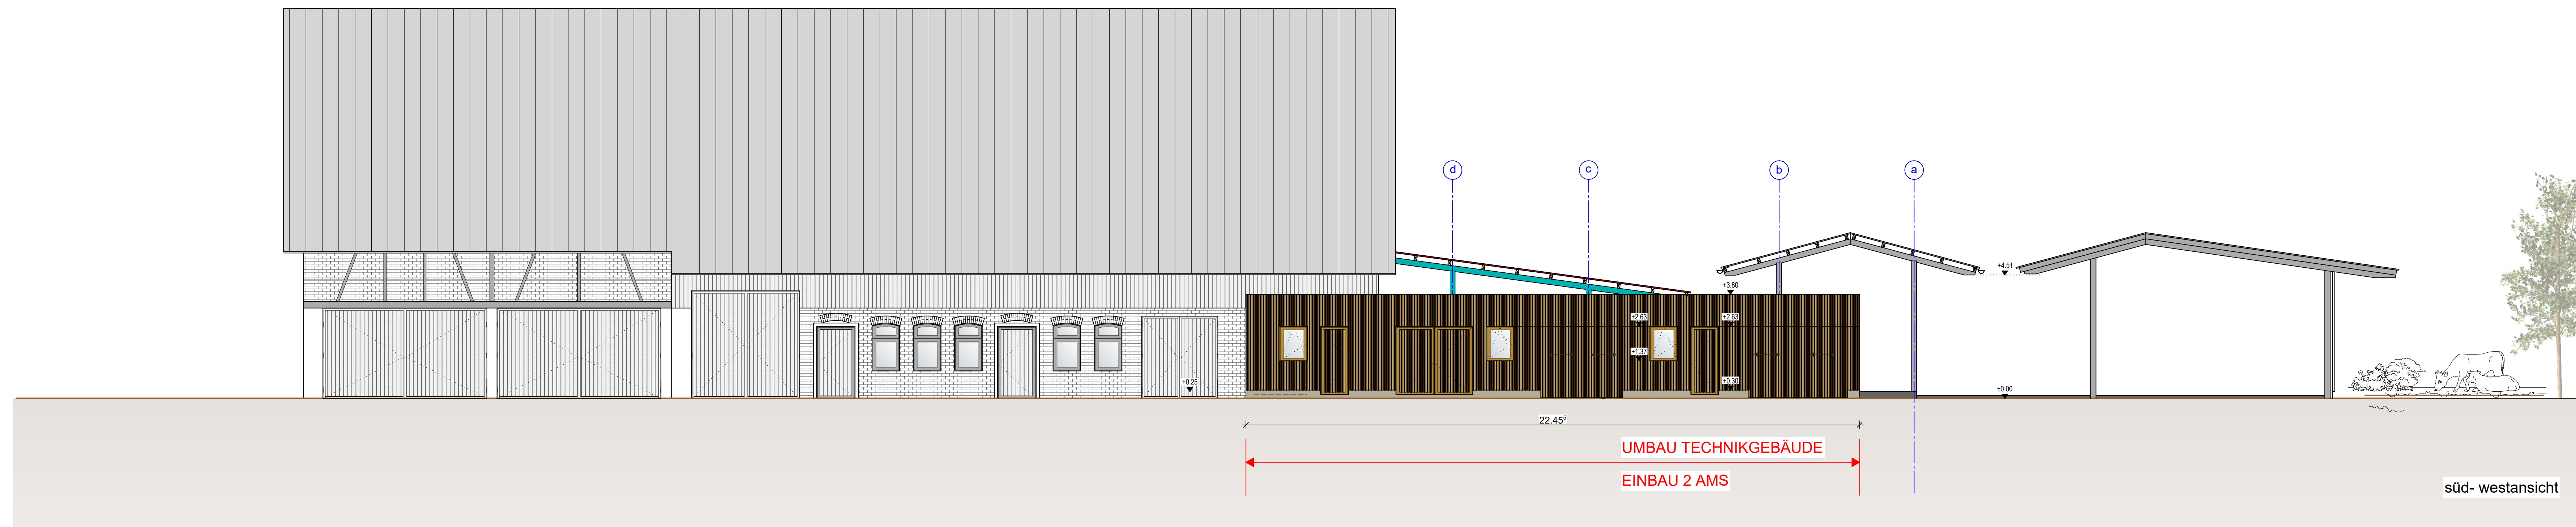 d
c
b
a
+4.51
+3.80
+2.63
+2.63
+1.37
+0.25
+0.30
±0.00
22.45⁵
UMBAU TECHNIKGEBÄUDE
EINBAU 2 AMS
süd- westansicht